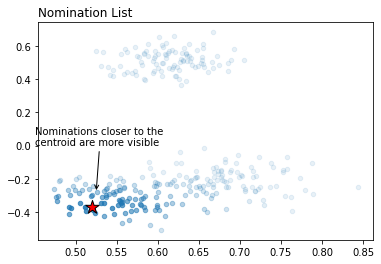 Nomination List
0.6
0.4
0.2
Nominations closer to the
centroid are more visible
0.0
−0.2
−0.4
0.50 0.55 0.60 0.65 0.70 0.75 0.80 0.85